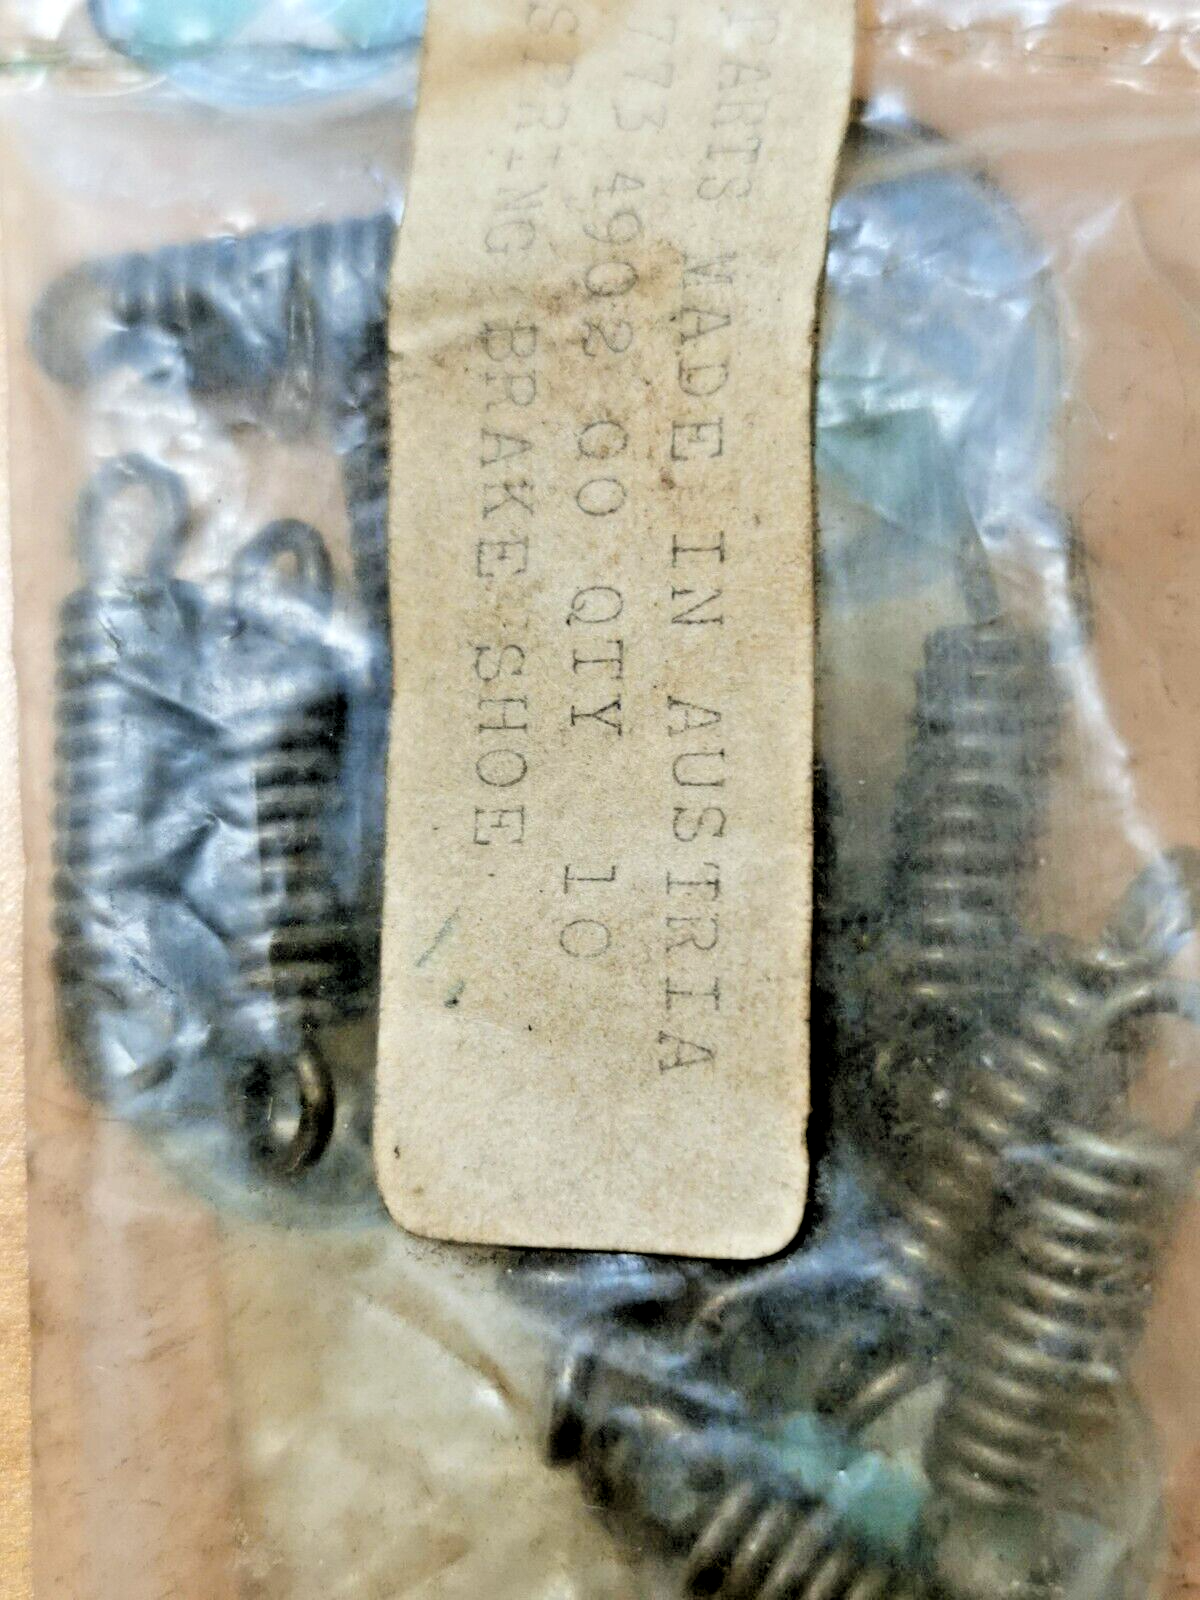 PARTS MADE IN AUSTRIA
773 4902 00 QTY 10
SPRING BRAKE SHOE